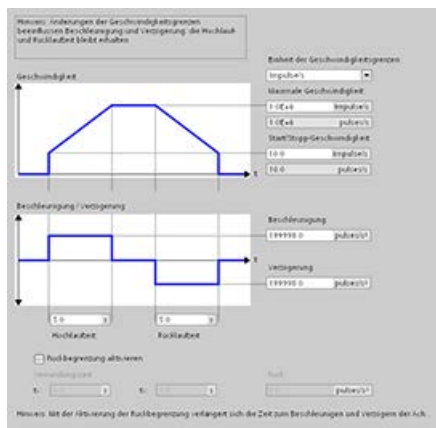 Hinweis: Änderungen der Geschwindigkeitsgrenzen
beeinflussen Beschleunigung und Verzögerung; die Hochlauf-
und Rücklaufzeit bleibt erhalten
Geschwindigkeit
Einheit der Geschwindigkeitsgrenzen
Impulse/s
Maximale Geschwindigkeit:
1.0E+6 Impulse/s
1.0E+6 pulses/s
Start/Stopp-Geschwindigkeit
10.0 Impulse/s
10.0 pulses/s
t
Beschleunigung / Verzögerung
Beschleunigung
199998.0 pulses/s²
t
Verzögerung
199998.0 pulses/s²
5.0 s
5.0 s
Hochlaufzeit
Rücklaufzeit
Ruckbegrenzung aktivieren
Verrundungszeit
Ruck:
s
s
pulses/s³
Hinweis: Mit der Aktivierung der Ruckbegrenzung verlängert sich die Zeit zum Beschleunigen und Verzögern der Ach...